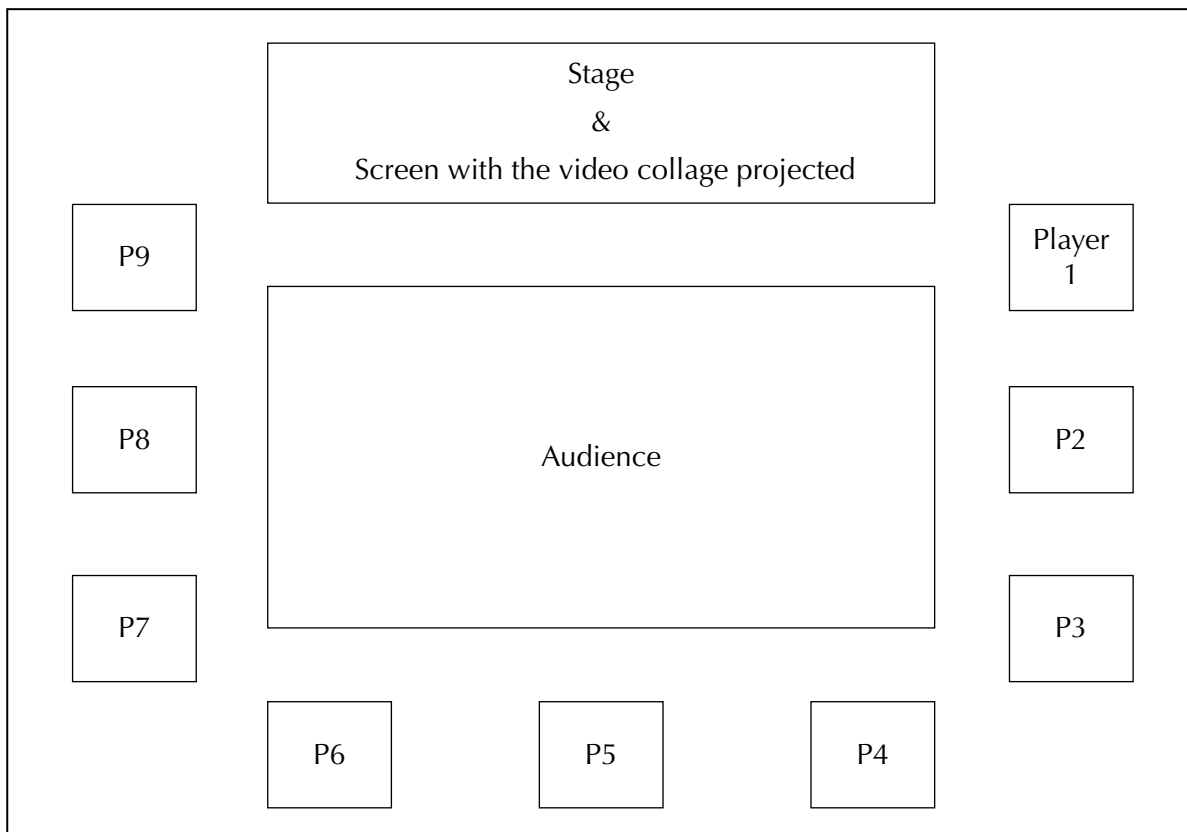 Stage
&
Screen with the video collage projected
P9
Player
1
P8
Audience
P2
P7
P3
P6
P5
P4